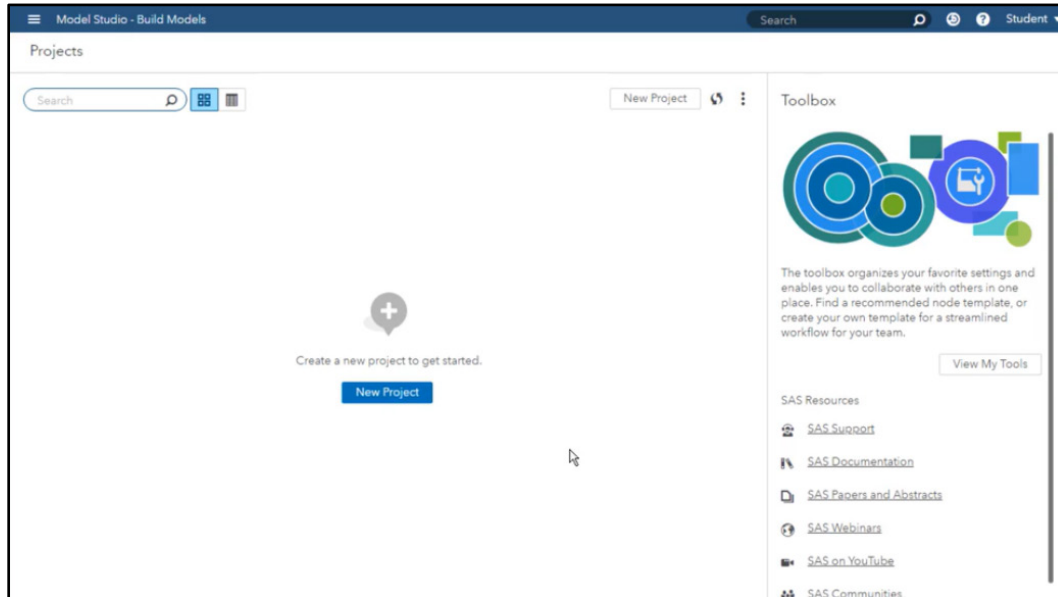 Model Studio - Build Models
Search
Student
Projects
Search
New Project
Toolbox
The toolbox organizes your favorite settings and
enables you to collaborate with others in one
place. Find a recommended node template, or
create your own template for a streamlined
workflow for your team.
Create a new project to get started.
New Project
View My Tools
SAS Resources
SAS Support
SAS Documentation
SAS Papers and Abstracts
SAS Webinars
SAS on YouTube
SAS Communities